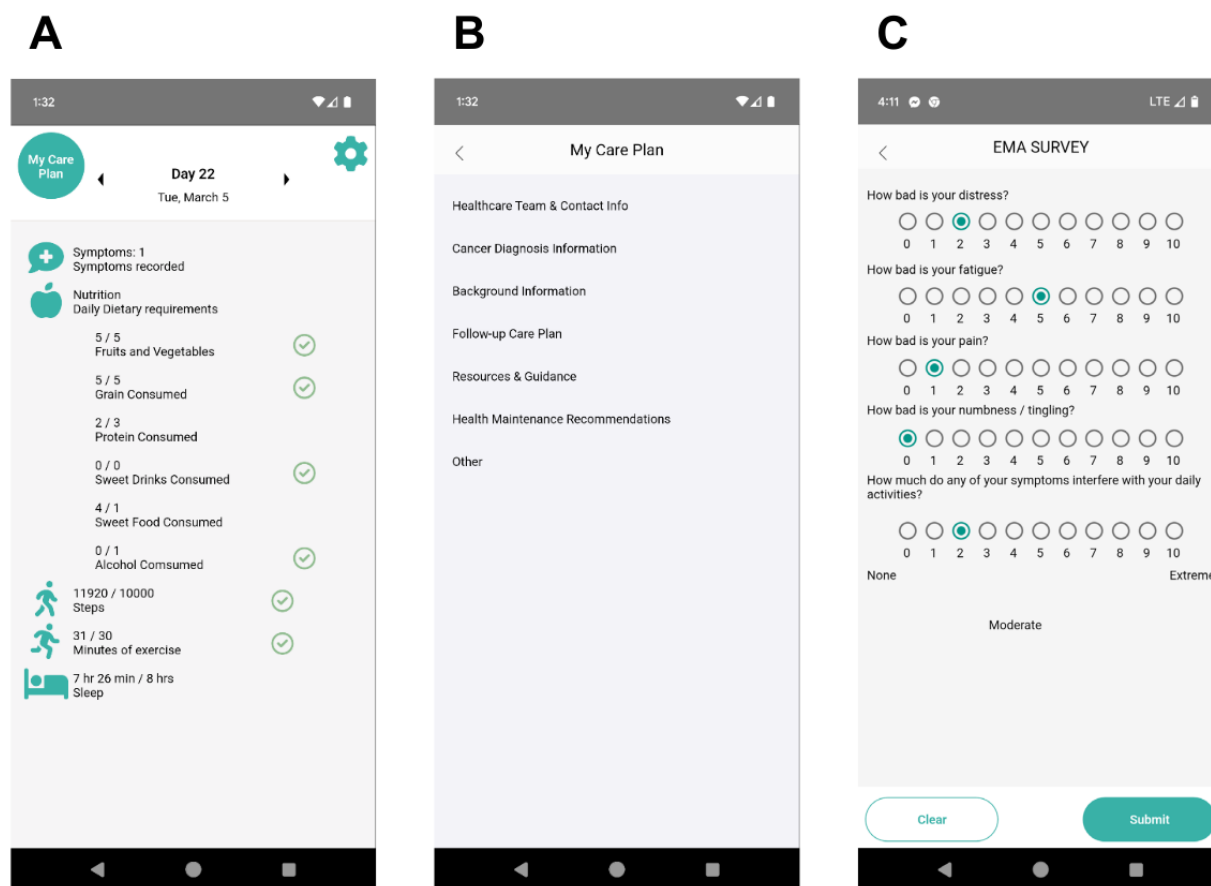 A
1:32
My Care
Plan
Day 22
Tue, March 5
Symptoms: 1
Symptoms recorded
Nutrition
Daily Dietary requirements
5 / 5
Fruits and Vegetables
5 / 5
Grain Consumed
2 / 3
Protein Consumed
0 / 0
Sweet Drinks Consumed
4 / 1
Sweet Food Consumed
0 / 1
Alcohol Comsumed
11920 / 10000
Steps
31 / 30
Minutes of exercise
7 hr 26 min / 8 hrs
Sleep
B
1:32
My Care Plan
Healthcare Team & Contact Info
Cancer Diagnosis Information
Background Information
Follow-up Care Plan
Resources & Guidance
Health Maintenance Recommendations
Other
C
4:11 LTE
EMA SURVEY
How bad is your distress?
0 1 2 3 4 5 6 7 8 9 10
How bad is your fatigue?
0 1 2 3 4 5 6 7 8 9 10
How bad is your pain?
0 1 2 3 4 5 6 7 8 9 10
How bad is your numbness / tingling?
0 1 2 3 4 5 6 7 8 9 10
How much do any of your symptoms interfere with your daily
activities?
0 1 2 3 4 5 6 7 8 9 10
None Extreme
Moderate
Clear Submit